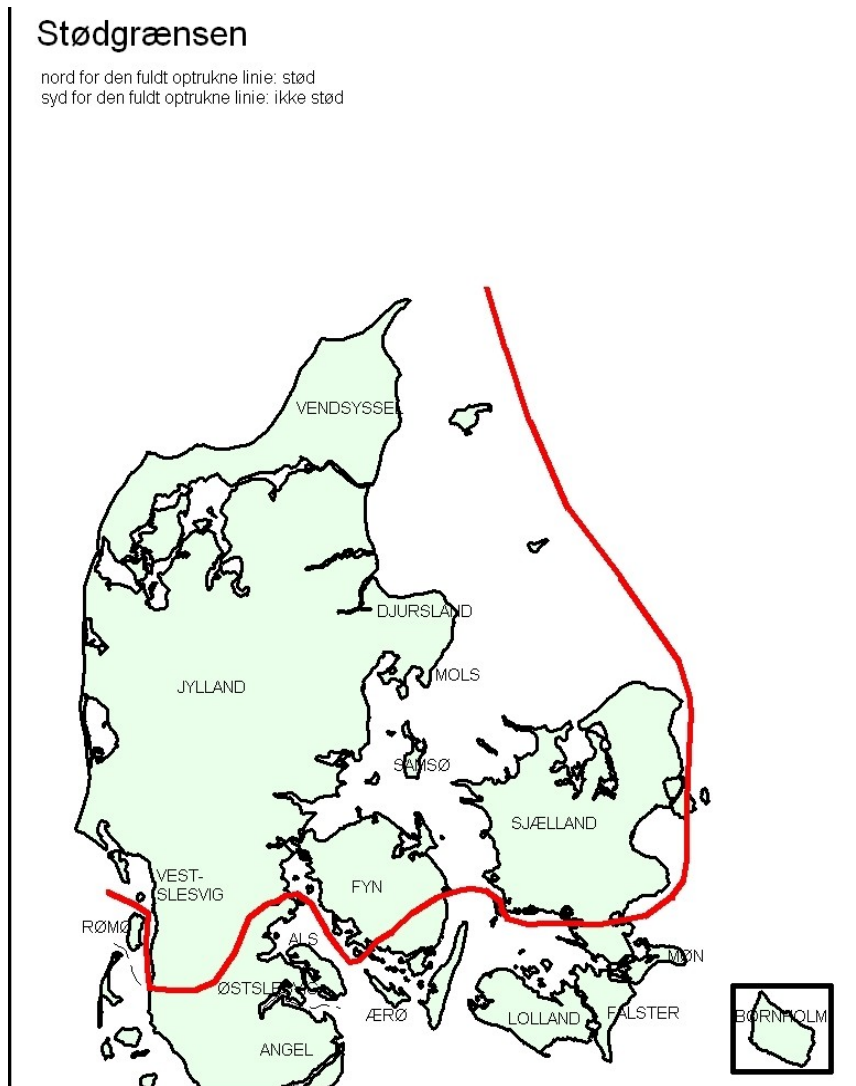 Stødgrænsen
nord for den fuldt optrukne linie: stød
syd for den fuldt optrukne linie: ikke stød
VENDSYSSEL
DJURSLAND
MOLS
JYLLAND
SAMSØ
SJÆLLAND
VEST-
SLESVIG
FYN
RØMØ
ALS
MØN
ØSTSLESVIG
ÆRØ
LOLLAND
FALSTER
BORNHOLM
ANGEL